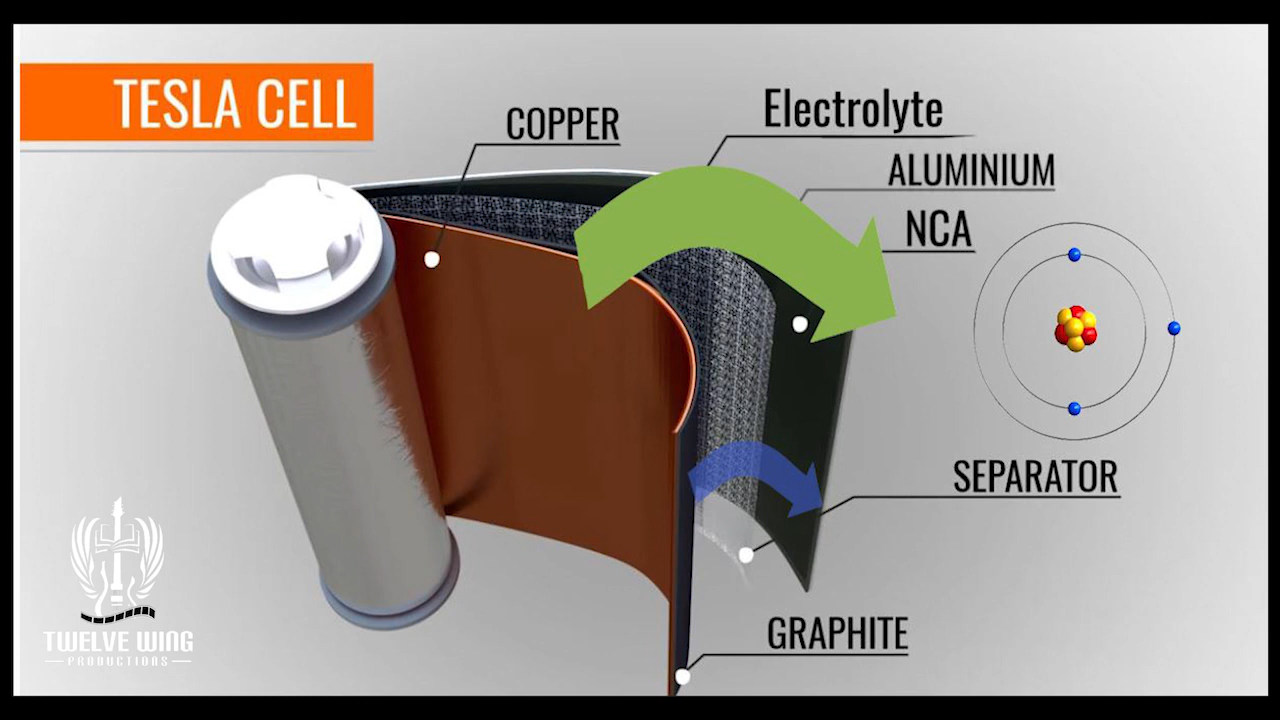 TESLA CELL
COPPER
Electrolyte
ALUMINIUM
NCA
SEPARATOR
GRAPHITE
TWELVE WING
PRODUCTIONS